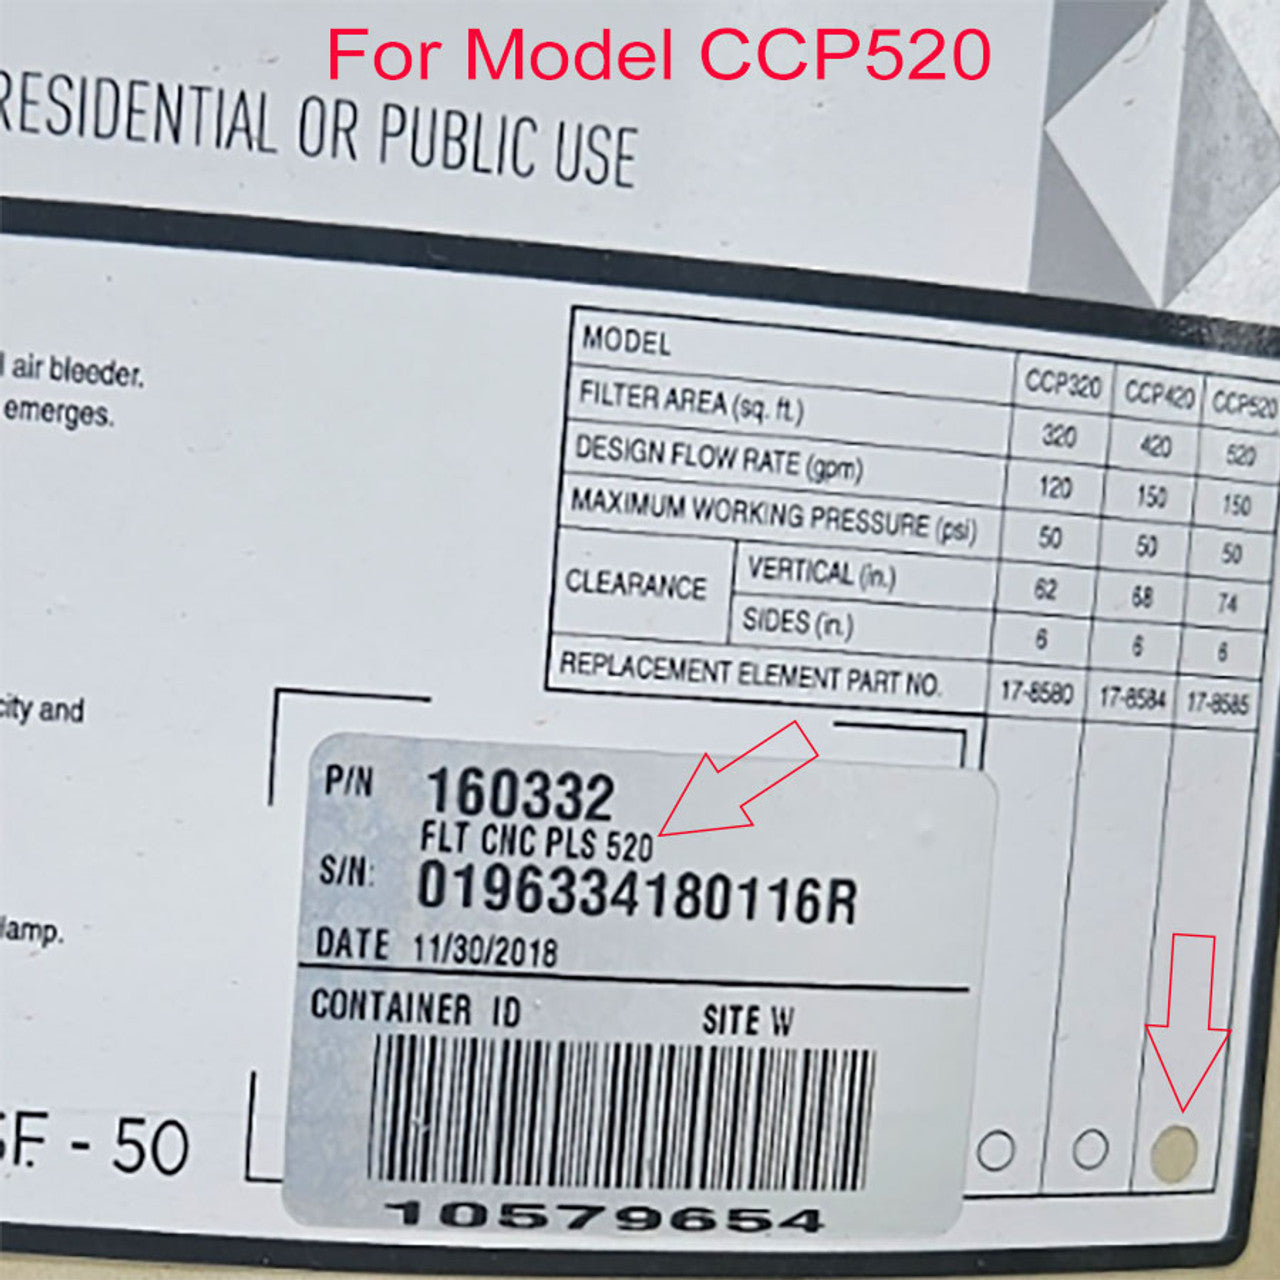 For Model CCP520
RESIDENTIAL OR PUBLIC USE
air bleeder.
emerges.
MODEL CCP320 CCP420 CCP520
FILTER AREA (sq. ft.) 320 420 520
DESIGN FLOW RATE (gpm) 120 150 150
MAXIMUM WORKING PRESSURE (psi) 50 50 50
CLEARANCE VERTICAL (in.) 62 68 74
SIDES (in.) 6 6 6
REPLACEMENT ELEMENT PART NO. 17-8580 17-8584 17-8585
and
P/N 160332
FLT CNC PLS 520
S/N: 0196334180116R
DATE 11/30/2018
lamp.
CONTAINER ID SITE W
- 50
10579654